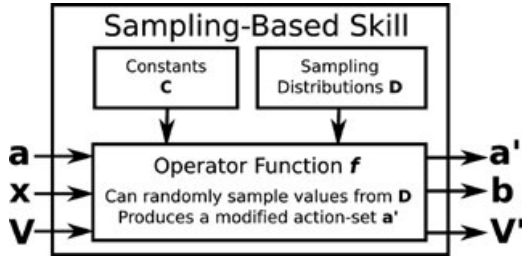 Sampling-Based Skill
Constants
C
Sampling
Distributions D
a
x
V
Operator Function f
Can randomly sample values from D
Produces a modified action-set a'
a'
b
V'